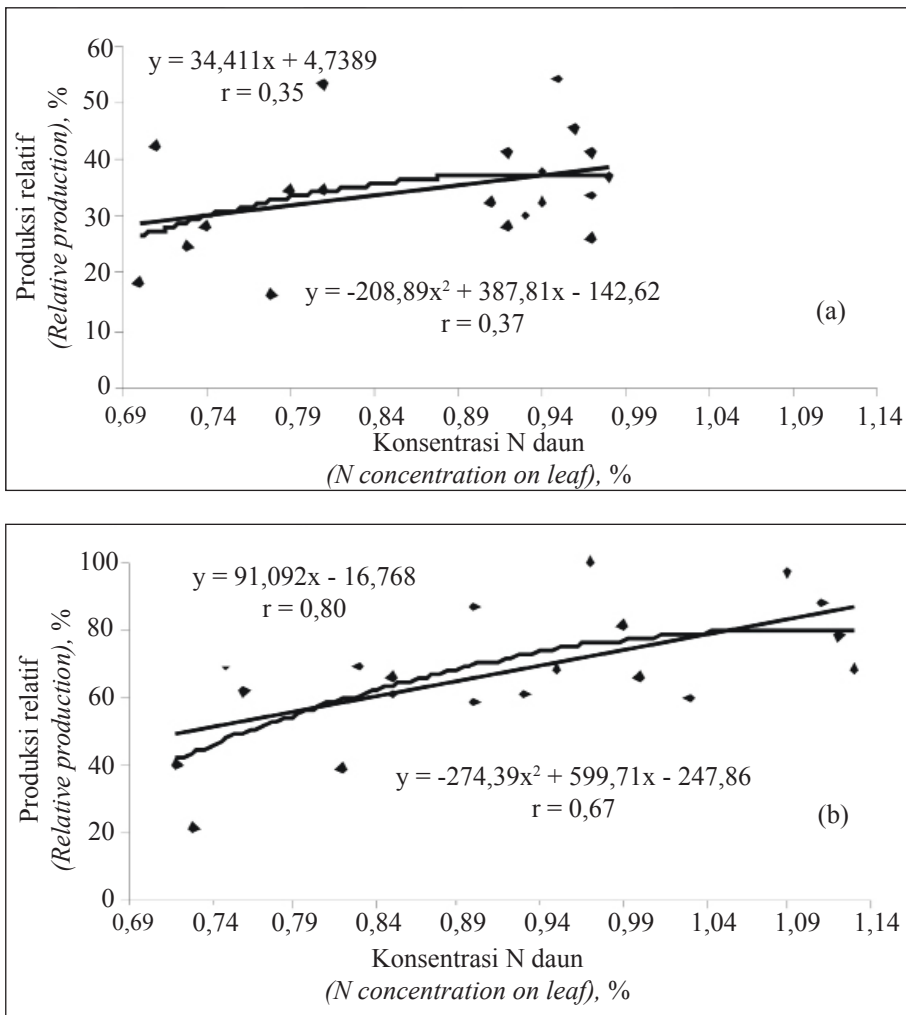 60
y = 34,411x + 4,7389
r = 0,35
50
40
30
20
10
0
Produksi relatif
(Relative production), %
y = -208,89x² + 387,81x - 142,62
r = 0,37
(a)
0,69 0,74 0,79 0,84 0,89 0,94 0,99 1,04 1,09 1,14
Konsentrasi N daun
(N concentration on leaf), %
100
y = 91,092x - 16,768
r = 0,80
80
60
40
20
0
Produksi relatif
(Relative production), %
y = -274,39x² + 599,71x - 247,86
r = 0,67
(b)
0,69 0,74 0,79 0,84 0,89 0,94 0,99 1,04 1,09 1,14
Konsentrasi N daun
(N concentration on leaf), %